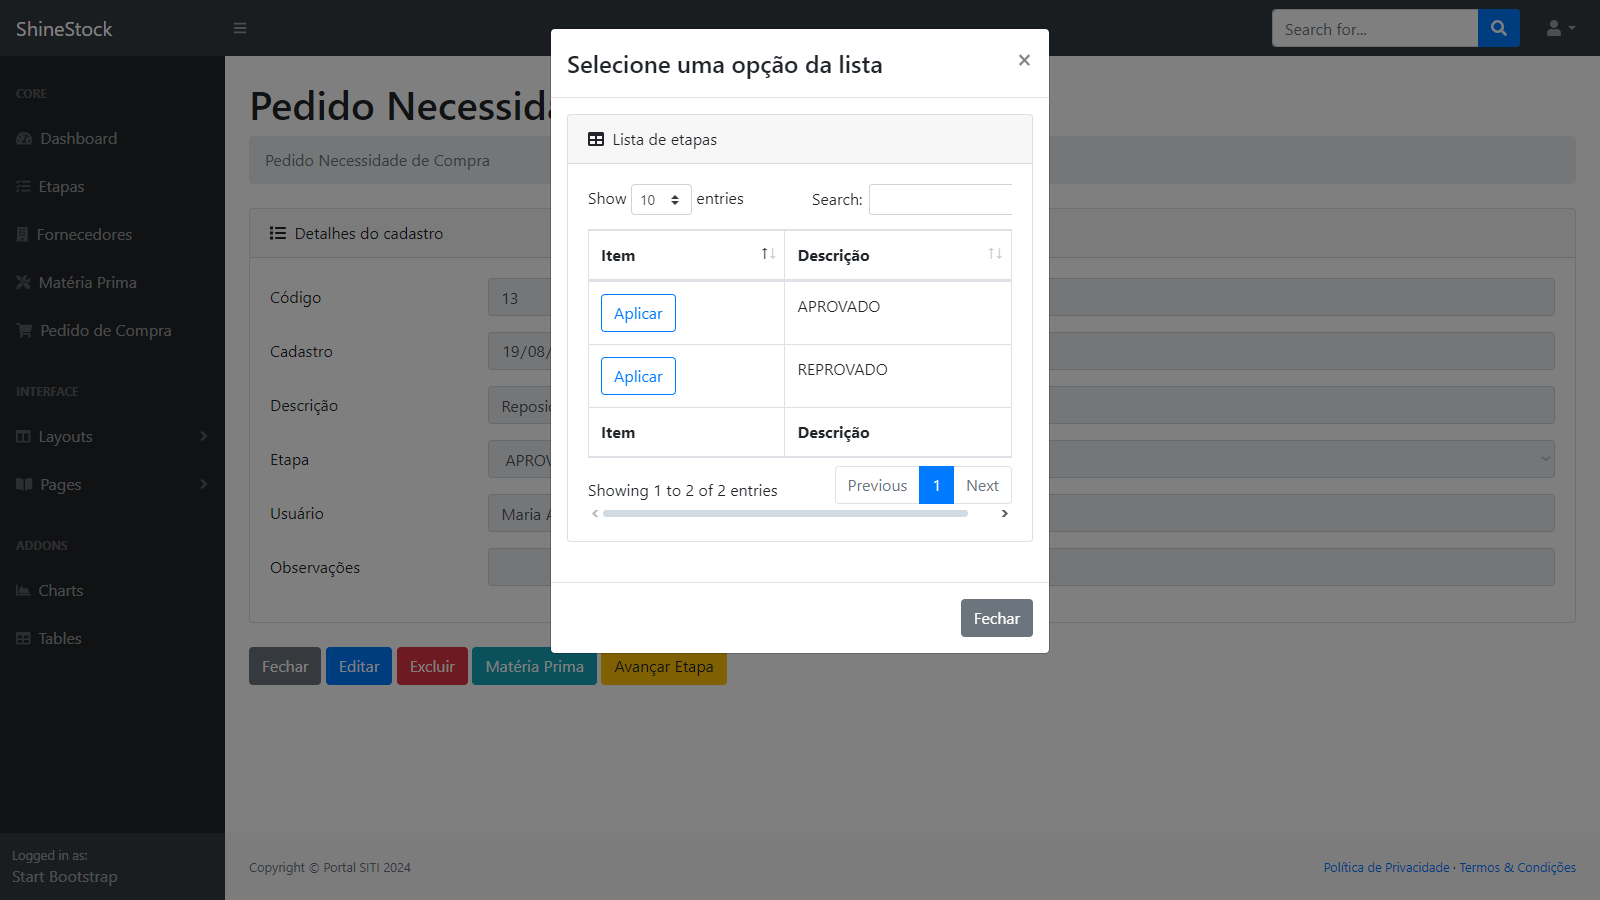 ShineStock
Search for...
CORE
Dashboard
Etapas
Fornecedores
Matéria Prima
Pedido de Compra
INTERFACE
Layouts
Pages
ADDONS
Charts
Tables
Logged in as:
Start Bootstrap
Pedido
Pedido Necessidade de Compra
Detalhes do cadastro
Código
13
Cadastro
19/08/
Descrição
Etapa
Usuário
Maria
Observações
Fechar
Editar
Excluir
Matéria Prima
Avançar Etapa
Selecione uma opção da lista
×
Lista de etapas
Show 10 entries
Search:
Item Descrição
Aplicar APROVADO
Aplicar REPROVADO
Item Descrição
Showing 1 to 2 of 2 entries
Previous 1 Next
Fechar
Copyright © Portal SITI 2024
Política de Privacidade · Termos & Condições